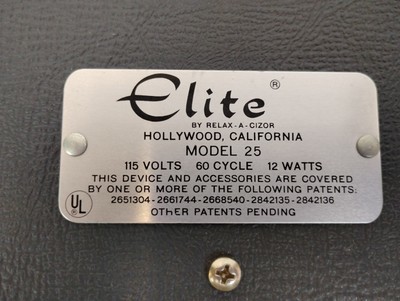 Elite®
BY RELAX-A-CIZOR
HOLLYWOOD, CALIFORNIA
MODEL 25
115 VOLTS 60 CYCLE 12 WATTS
THIS DEVICE AND ACCESSORIES ARE COVERED
BY ONE OR MORE OF THE FOLLOWING PATENTS:
2651304-2661744-2668540-2842135-2842136
OTHER PATENTS PENDING
UL